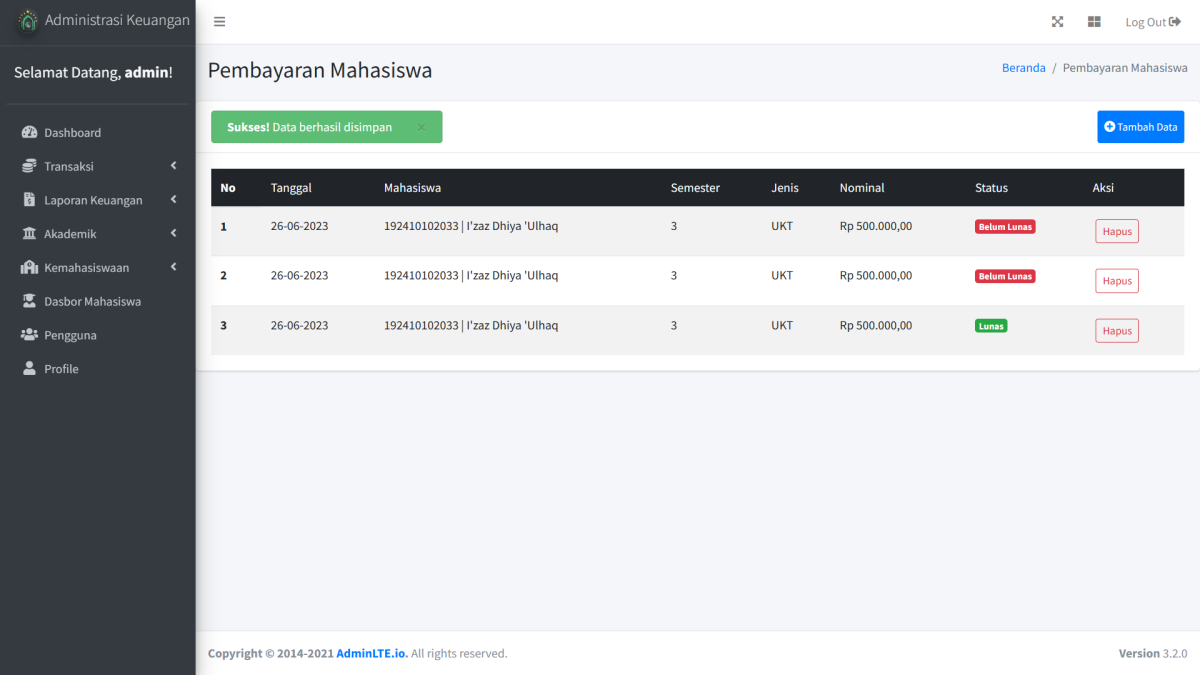 Administrasi Keuangan
Log Out
Selamat Datang, admin!
Dashboard
Transaksi
Laporan Keuangan
Akademik
Kemahasiswaan
Dasbor Mahasiswa
Pengguna
Profile
Pembayaran Mahasiswa
Beranda / Pembayaran Mahasiswa
Sukses! Data berhasil disimpan ×
Tambah Data
No Tanggal Mahasiswa Semester Jenis Nominal Status Aksi
1 26-06-2023 192410102033 | I'zaz Dhiya 'Ulhaq 3 UKT Rp 500.000,00 Belum Lunas Hapus
2 26-06-2023 192410102033 | I'zaz Dhiya 'Ulhaq 3 UKT Rp 500.000,00 Belum Lunas Hapus
3 26-06-2023 192410102033 | I'zaz Dhiya 'Ulhaq 3 UKT Rp 500.000,00 Lunas Hapus
Copyright © 2014-2021 AdminLTE.io. All rights reserved.
Version 3.2.0